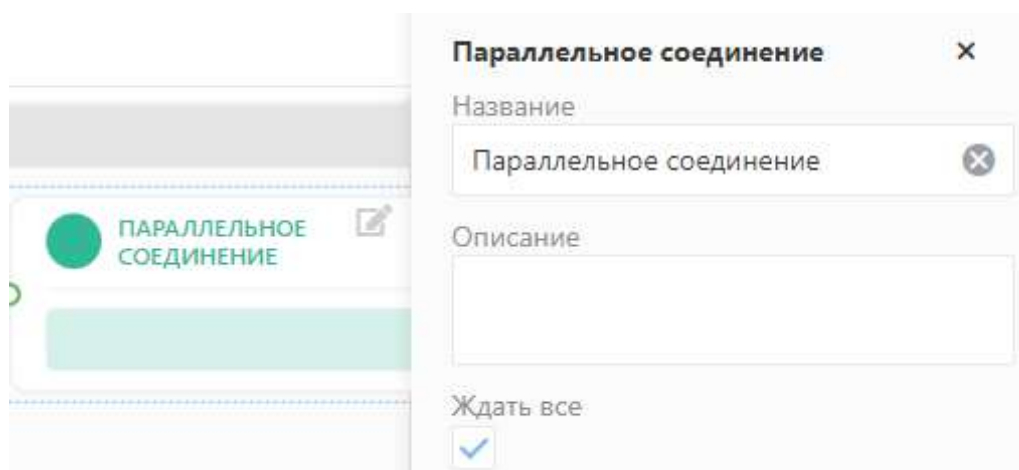 Параллельное соединение
Название
Параллельное соединение
ПАРАЛЛЕЛЬНОЕ
СОЕДИНЕНИЕ
Описание
Ждать все